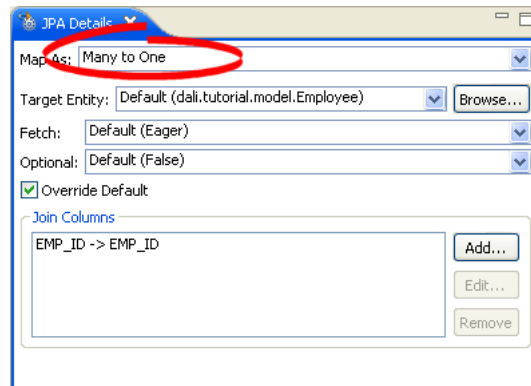 JPA Details
Map As: Many to One
Target Entity: Default (dali.tutorial.model.Employee) Browse...
Fetch: Default (Eager)
Optional: Default (False)
Override Default
Join Columns
EMP_ID -> EMP_ID Add...
Edit...
Remove